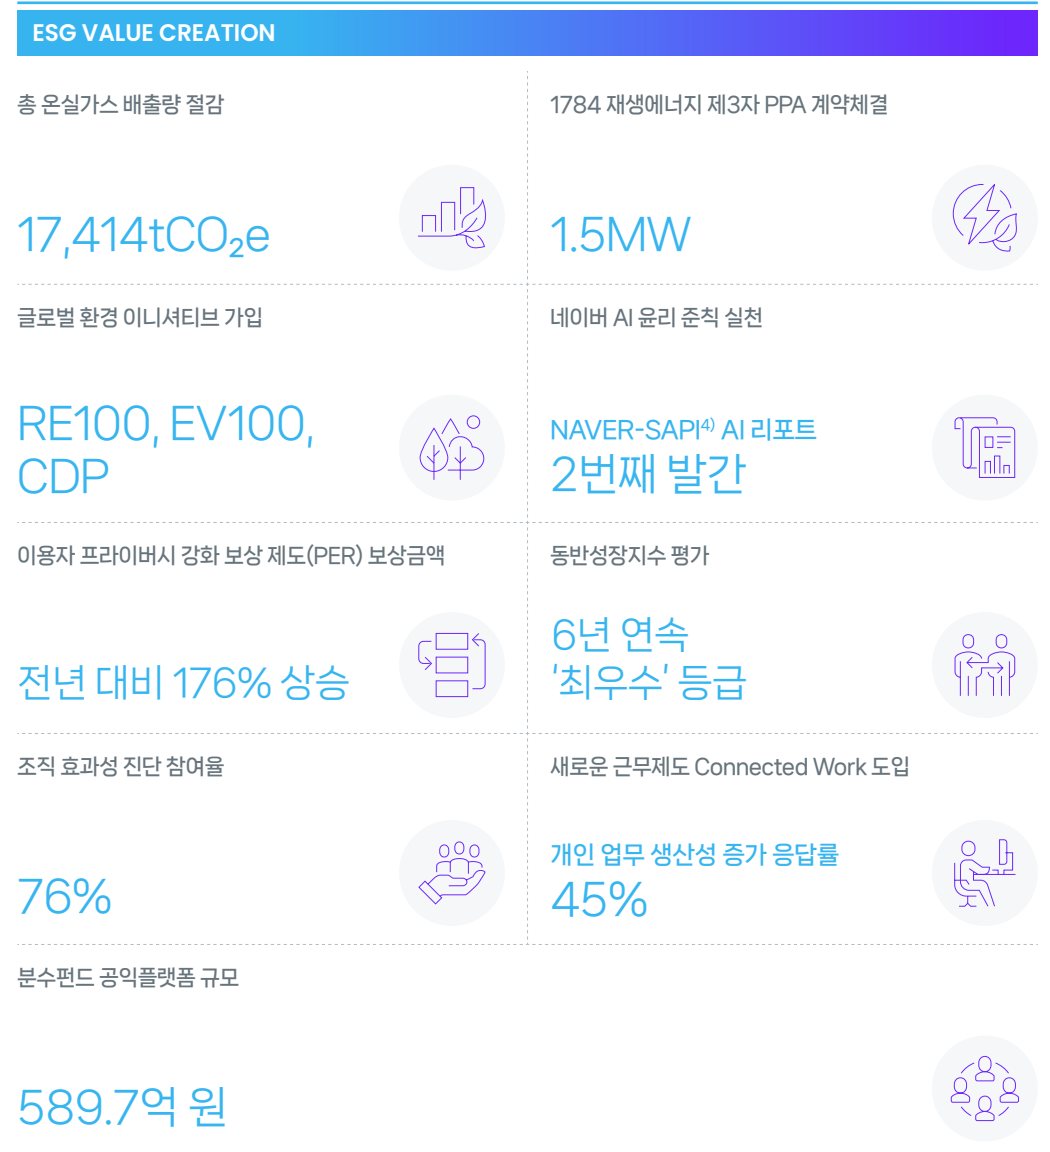 ESG VALUE CREATION
총 온실가스 배출량 절감
17,414tCO₂e
1784 재생에너지 제3자 PPA 계약체결
1.5MW
글로벌 환경 이니셔티브 가입
RE100, EV100,
CDP
네이버 AI 윤리 준칙 실천
NAVER-SAPI⁴⁾ AI 리포트
2번째 발간
이용자 프라이버시 강화 보상 제도(PER) 보상금액
전년 대비 176% 상승
동반성장지수 평가
6년 연속
‘최우수’ 등급
조직 효과성 진단 참여율
76%
새로운 근무제도 Connected Work 도입
개인 업무 생산성 증가 응답률
45%
분수펀드 공익플랫폼 규모
589.7억 원